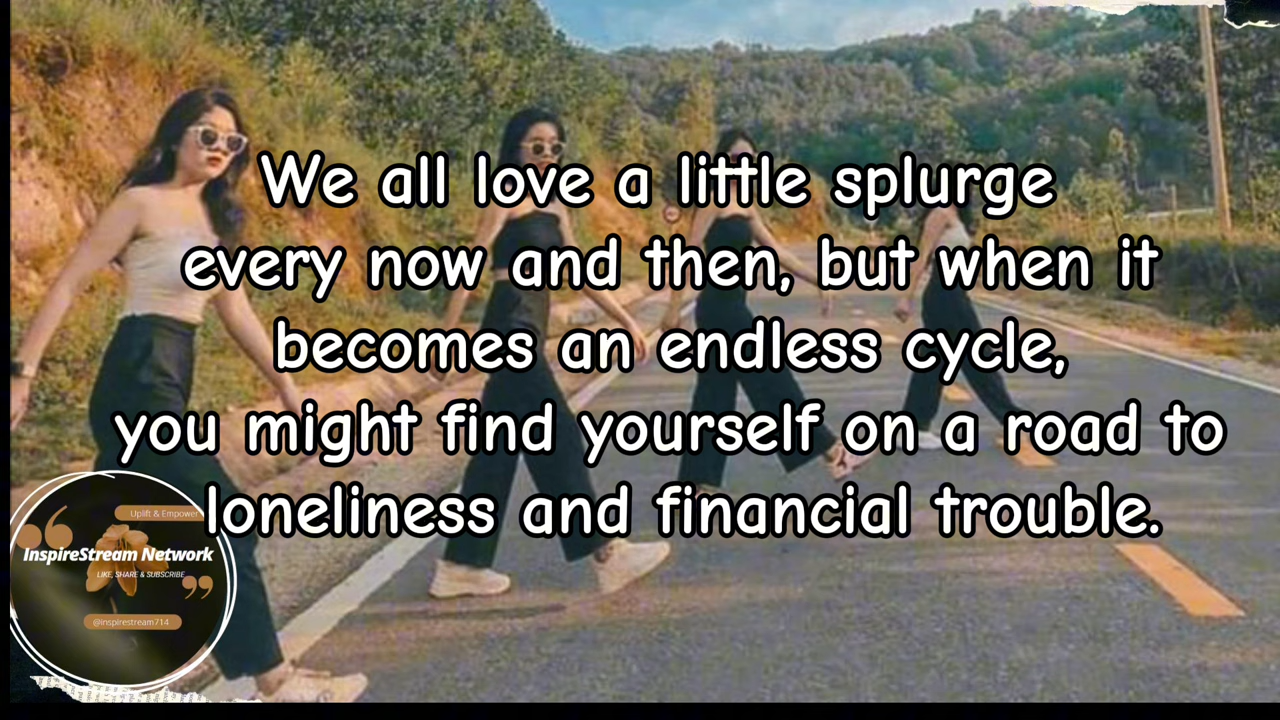 We all love a little splurge
every now and then, but when it
becomes an endless cycle,
you might find yourself on a road to
loneliness and financial trouble.
Uplift & Empower
InspireStream Network
LIKE, SHARE & SUBSCRIBE
@inspirestream714